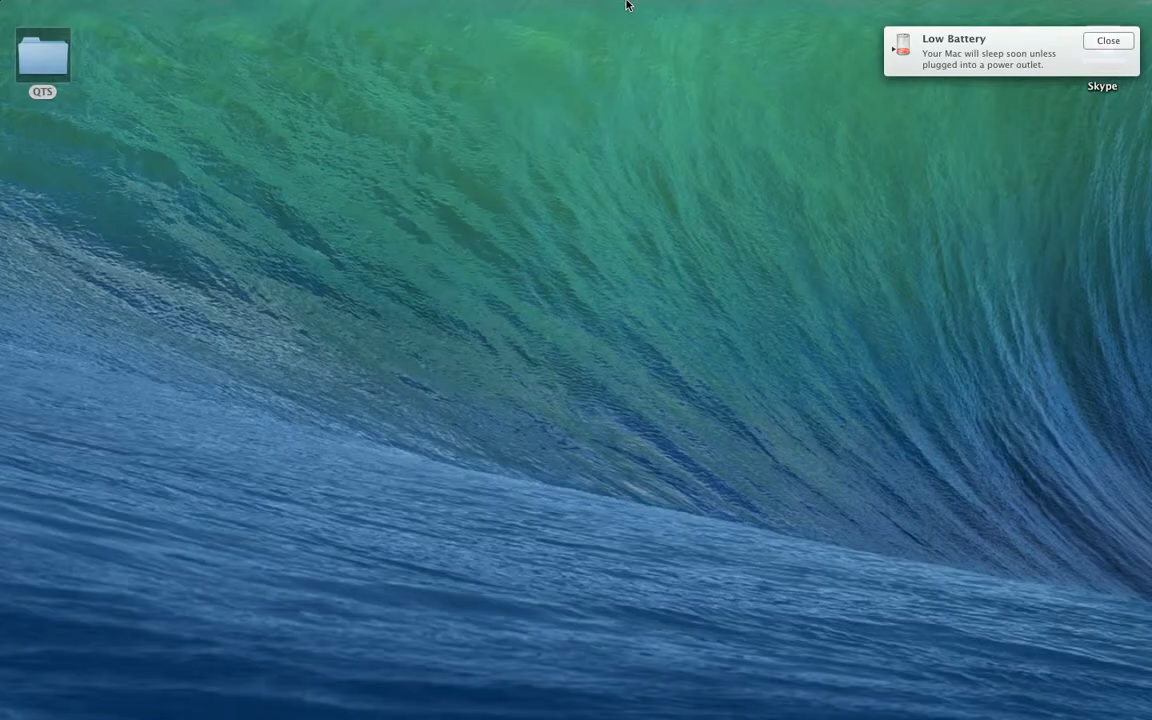 Low Battery
Close
Your Mac will sleep soon unless
plugged into a power outlet.
Skype
QTS